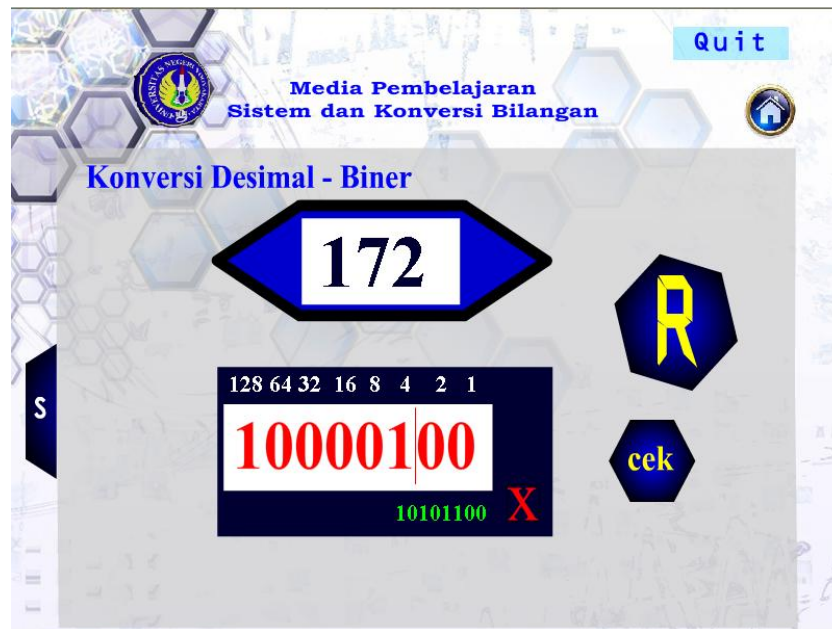 Quit
Media Pembelajaran
Sistem dan Konversi Bilangan
Konversi Desimal - Biner
172
R
S
128 64 32 16 8 4 2 1
10000100
cek
10101100 X